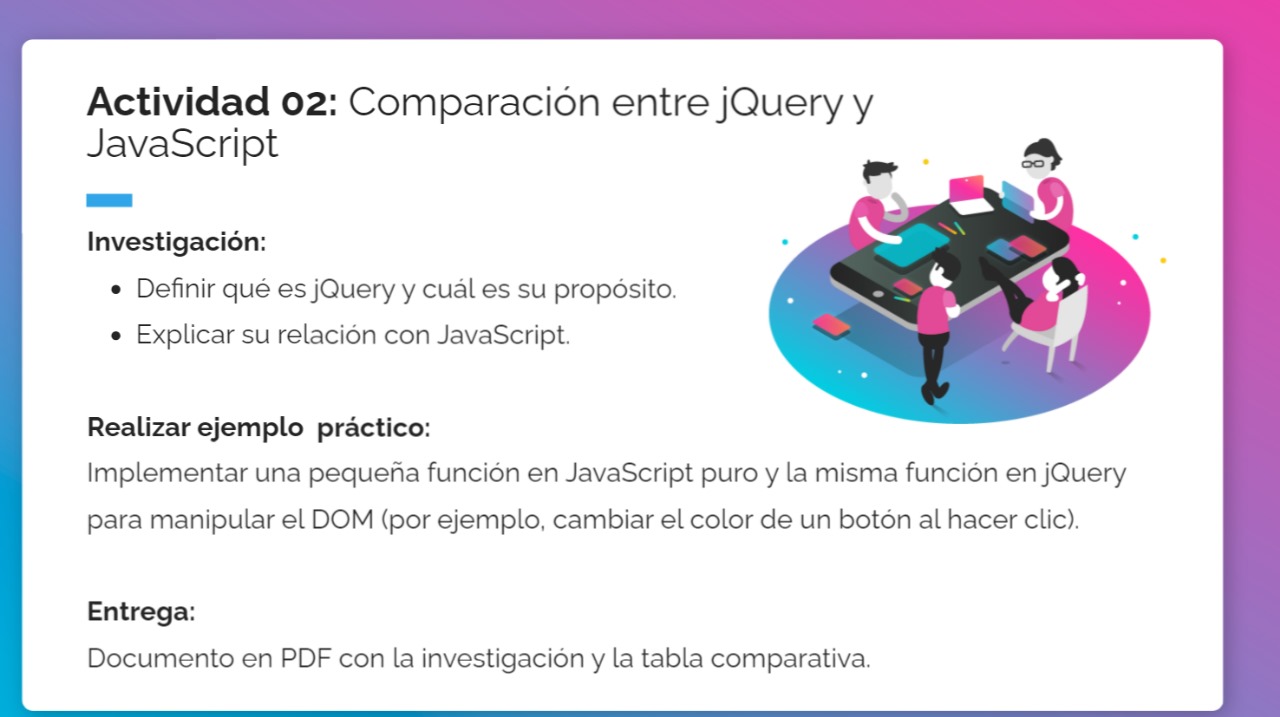 Actividad 02: Comparación entre jQuery y
JavaScript
Investigación:
• Definir qué es jQuery y cuál es su propósito.
• Explicar su relación con JavaScript.
Realizar ejemplo práctico:
Implementar una pequeña función en JavaScript puro y la misma función en jQuery
para manipular el DOM (por ejemplo, cambiar el color de un botón al hacer clic).
Entrega:
Documento en PDF con la investigación y la tabla comparativa.